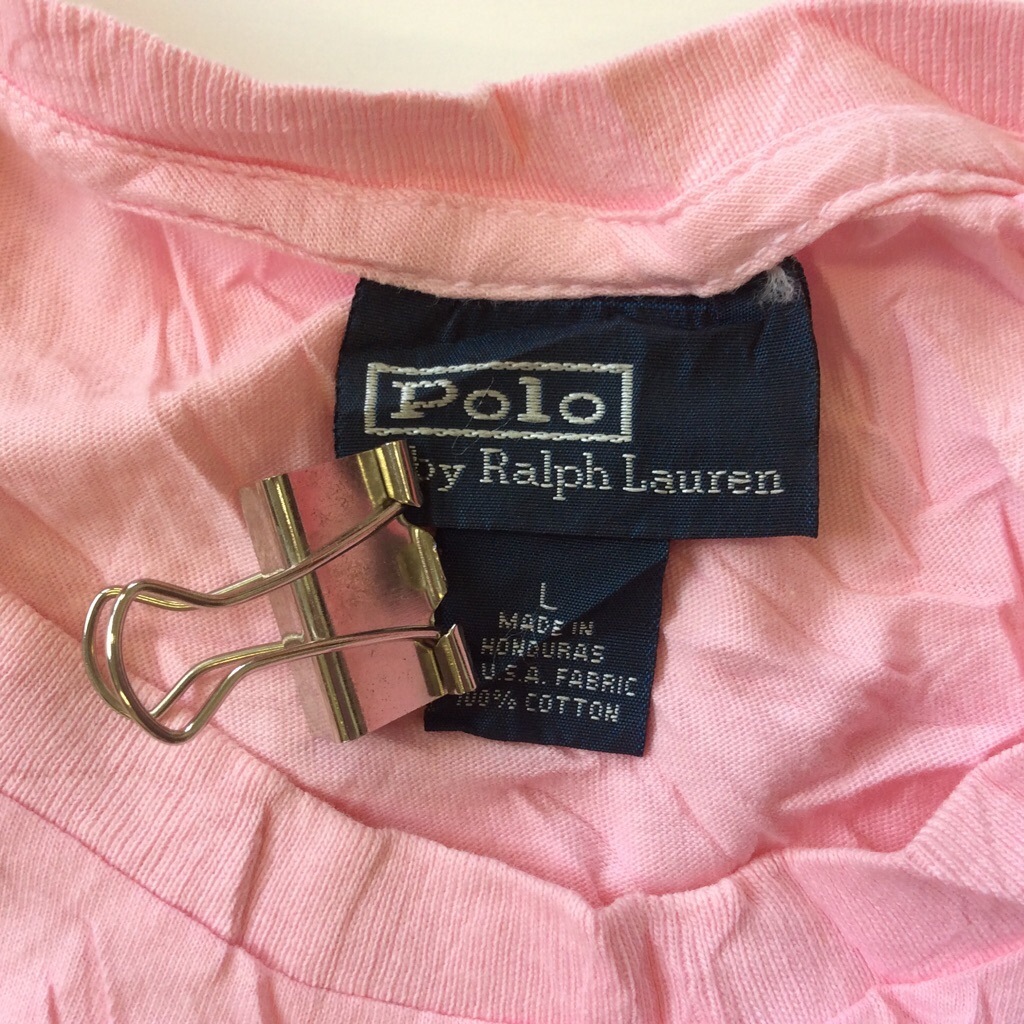 Polo
by Ralph Lauren
L
MADE IN
HONDURAS
U.S.A. FABRIC
100% COTTON